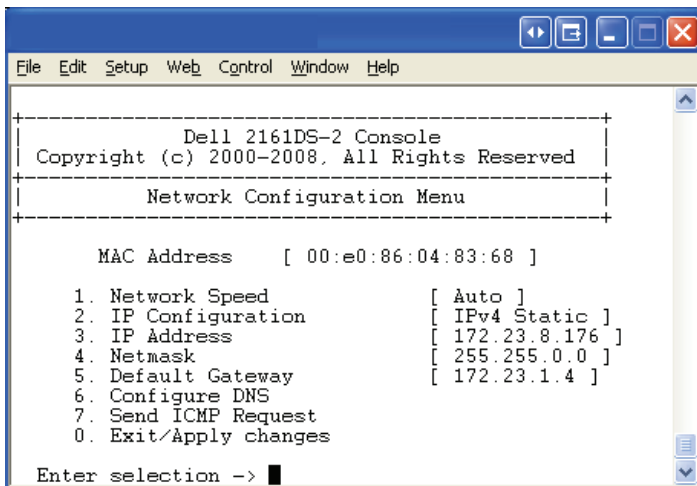 File Edit Setup Web Control Window Help
Dell 2161DS-2 Console
Copyright (c) 2000-2008, All Rights Reserved
Network Configuration Menu
MAC Address [ 00:e0:86:04:83:68 ]
1. Network Speed [ Auto ]
2. IP Configuration [ IPv4 Static ]
3. IP Address [ 172.23.8.176 ]
4. Netmask [ 255.255.0.0 ]
5. Default Gateway [ 172.23.1.4 ]
6. Configure DNS
7. Send ICMP Request
0. Exit/Apply changes
Enter selection ->